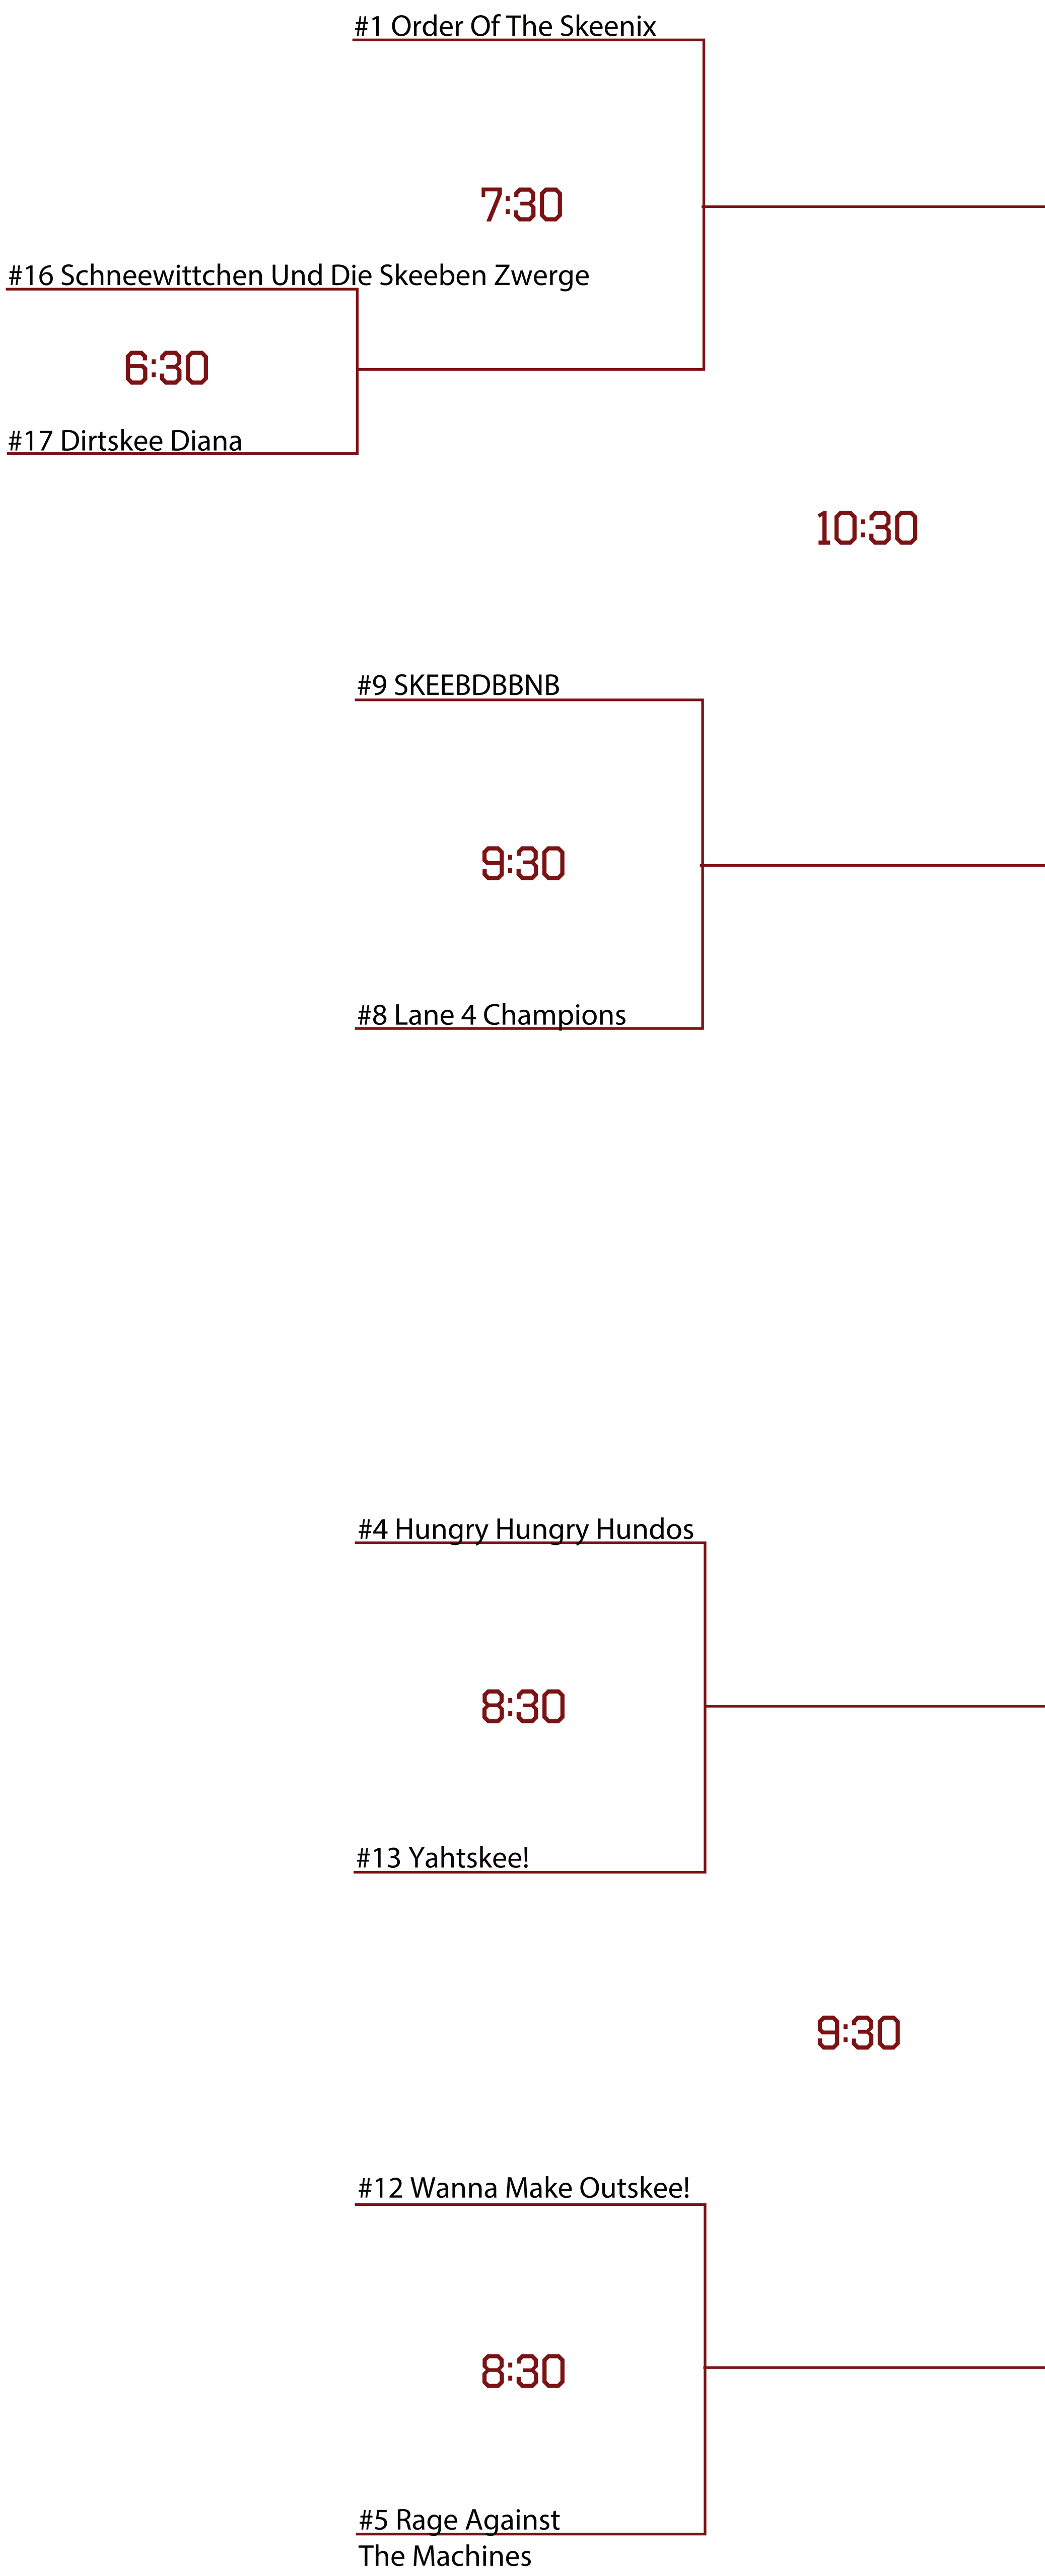 #1 Order Of The Skeenix
7:30
#16 Schneewittchen Und Die Skeeben Zwerge
6:30
#17 Dirtskee Diana
10:30
#9 SKEEBDBBNB
9:30
#8 Lane 4 Champions
#4 Hungry Hungry Hundos
8:30
#13 Yahtskee!
9:30
#12 Wanna Make Outskee!
8:30
#5 Rage Against
The Machines